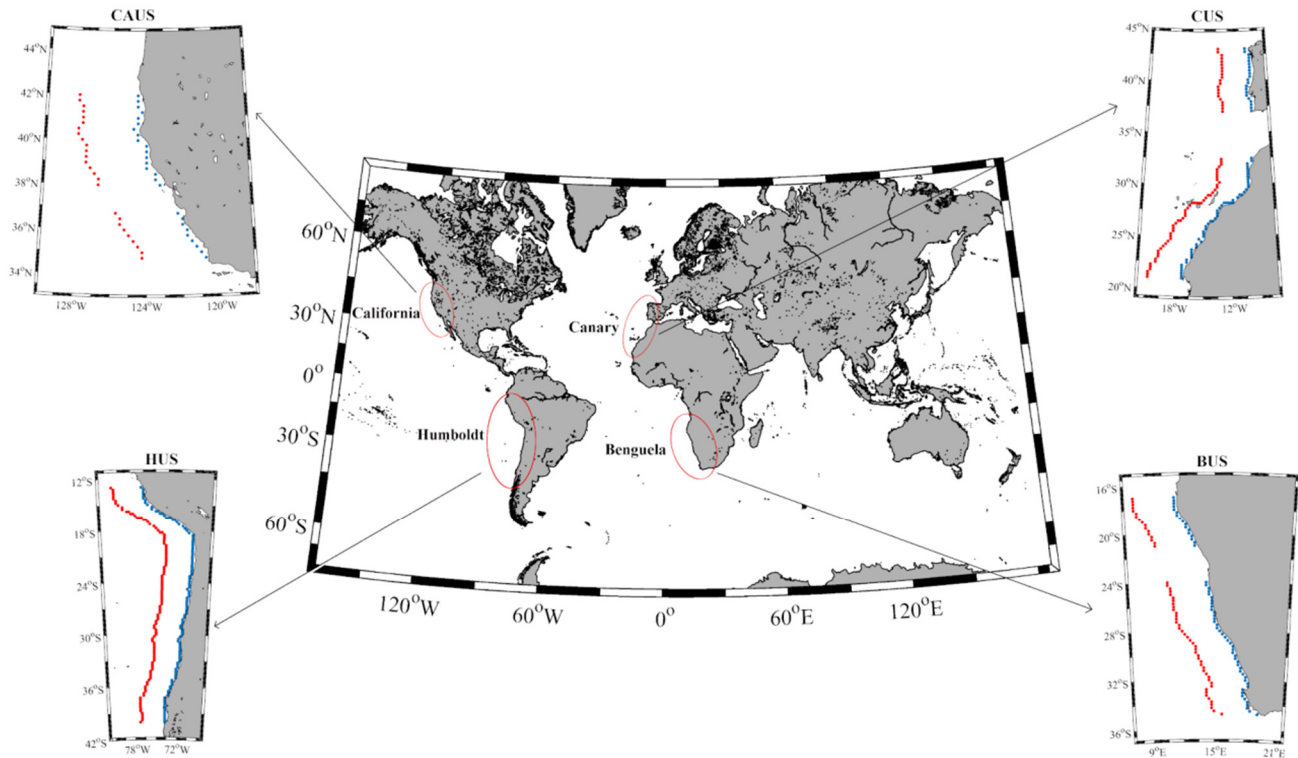 CAUS
44°N
42°N
40°N
38°N
36°N
34°N
128°W 124°W 120°W
CUS
45°N
40°N
35°N
30°N
25°N
20°N
18°W 12°W
60°N
30°N
0°
30°S
60°S
120°W 60°W 0° 60°E 120°E
California
Canary
Humboldt
Benguela
HUS
12°S
18°S
24°S
30°S
36°S
42°S
78°W 72°W
BUS
16°S
20°S
24°S
28°S
32°S
36°S
9°E 15°E 21°E